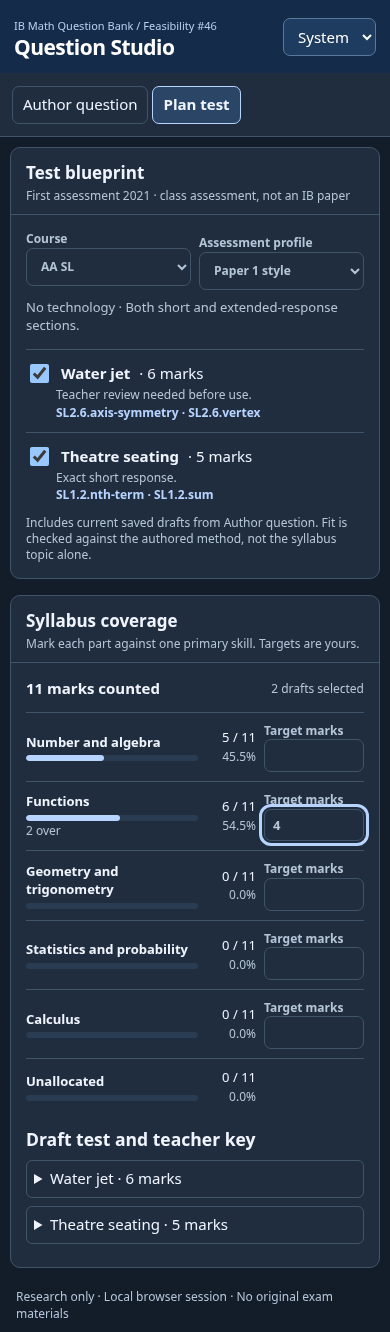 IB Math Question Bank / Feasibility #46
Question Studio
System
Author question
Plan test
Test blueprint
First assessment 2021 · class assessment, not an IB paper
Course
Assessment profile
AA SL
Paper 1 style
No technology · Both short and extended-response
sections.
Water jet · 6 marks
Teacher review needed before use.
SL2.6.axis-symmetry · SL2.6.vertex
Theatre seating · 5 marks
Exact short response.
SL1.2.nth-term · SL1.2.sum
Includes current saved drafts from Author question. Fit is
checked against the authored method, not the syllabus
topic alone.
Syllabus coverage
Mark each part against one primary skill. Targets are yours.
11 marks counted
2 drafts selected
Number and algebra
5 / 11
45.5%
Target marks
Functions
2 over
6 / 11
54.5%
Target marks
4
Geometry and
trigonometry
0 / 11
0.0%
Target marks
Statistics and probability
0 / 11
0.0%
Target marks
Calculus
0 / 11
0.0%
Target marks
Unallocated
0 / 11
0.0%
Draft test and teacher key
Water jet · 6 marks
Theatre seating · 5 marks
Research only · Local browser session · No original exam
materials